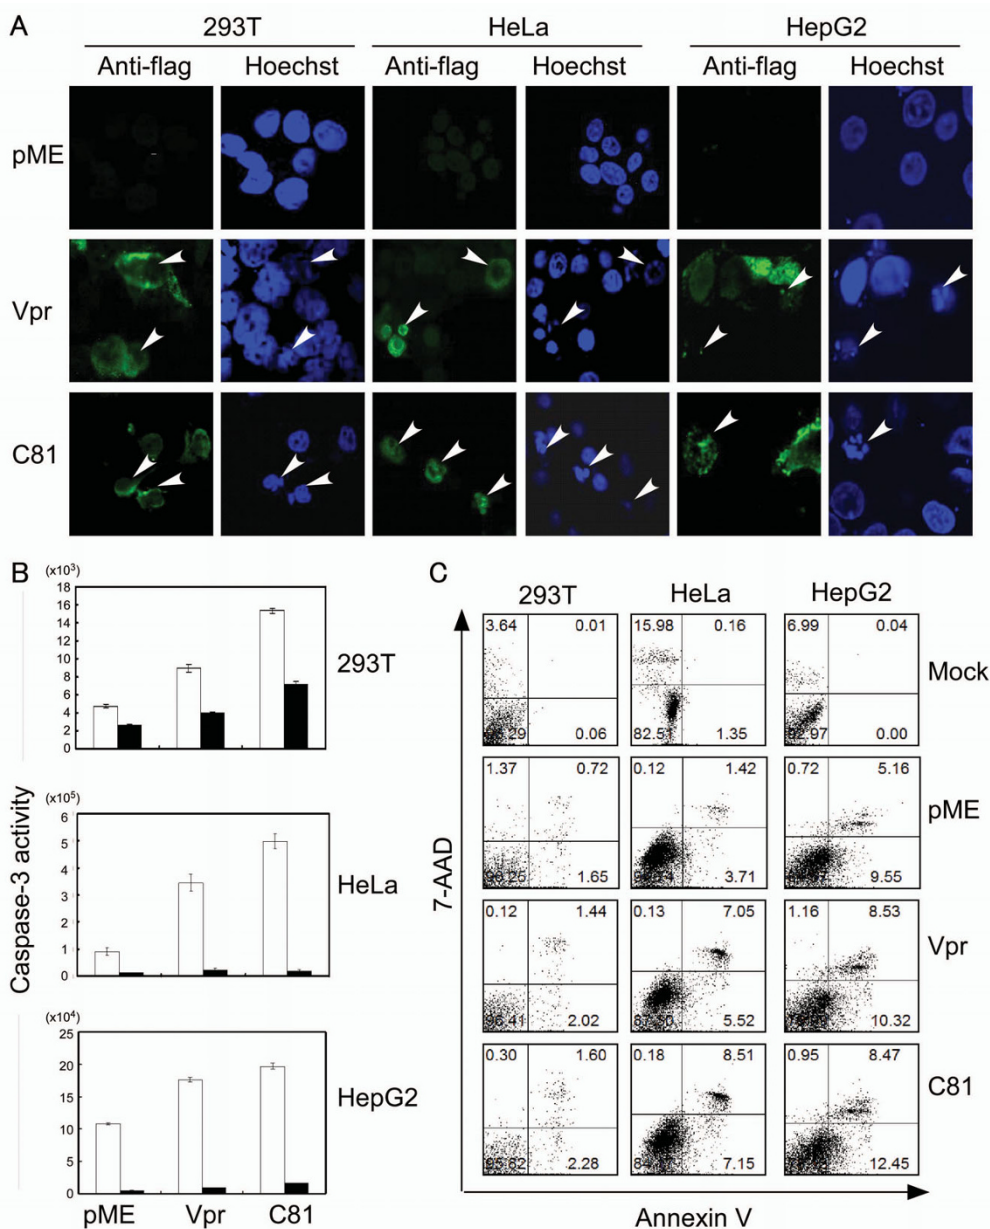 A
293T HeLa HepG2
Anti-flag Hoechst Anti-flag Hoechst Anti-flag Hoechst
pME
Vpr
C81
B
(x10³)
18
16
14
12
10
8
6
4
2
0
293T
(x10⁵)
6
5
4
3
2
1
0
HeLa
(x10⁴)
25
20
15
10
5
0
HepG2
pME Vpr C81
Caspase-3 activity
C
293T HeLa HepG2
3.64 0.01 15.98 0.16 6.99 0.04
Mock
0.06 82.51 1.35 0.00
1.37 0.72 0.12 1.42 0.72 5.16
pME
1.65 3.71 9.55
0.12 1.44 0.13 7.05 1.16 8.53
Vpr
96.41 2.02 5.52 10.32
0.30 1.60 0.18 8.51 0.95 8.47
C81
2.28 7.15 12.45
7-AAD
Annexin V